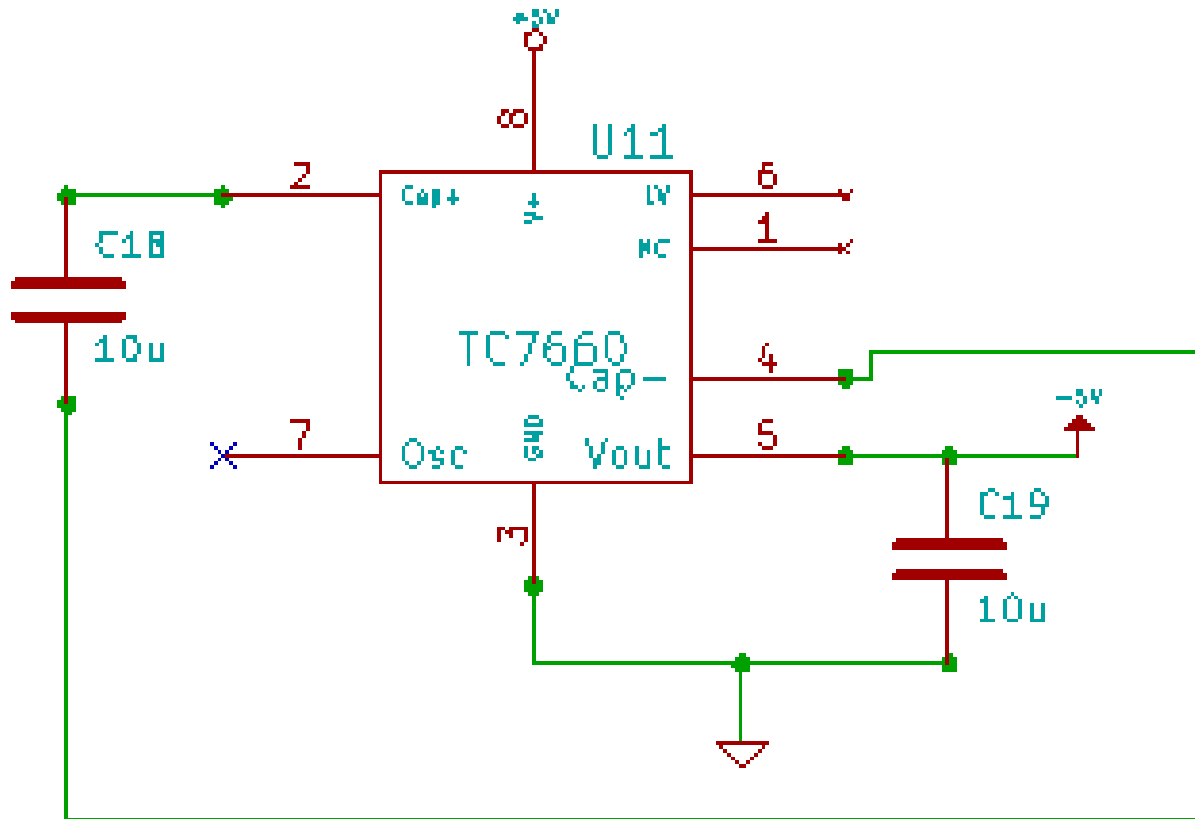 +5V
8
U11
2
6
Cap+
V+
LV
C18
1
NC
10u
TC7660
4
Cap-
-5V
7
5
Osc
GND
Vout
C19
3
10u